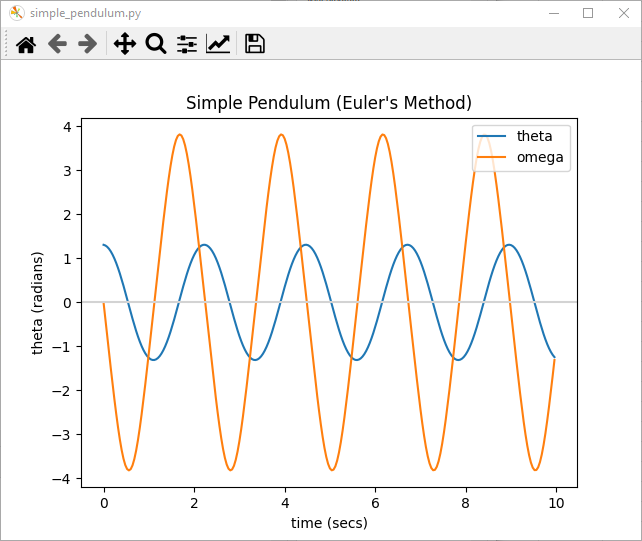 simple_pendulum.py
Simple Pendulum (Euler's Method)
theta
omega
4
3
2
1
0
−1
−2
−3
−4
theta (radians)
0 2 4 6 8 10
time (secs)